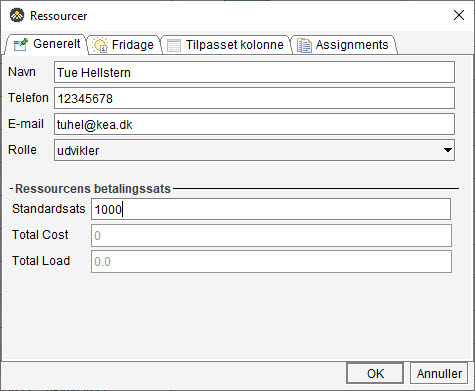 Ressourcer
Generelt Fridage Tilpasset kolonne Assignments
Navn Tue Hellstern
Telefon 12345678
E-mail tuhel@kea.dk
Rolle udvikler
Ressourcens betalingssats
Standardsats 1000
Total Cost 0
Total Load 0.0
OK Annuller